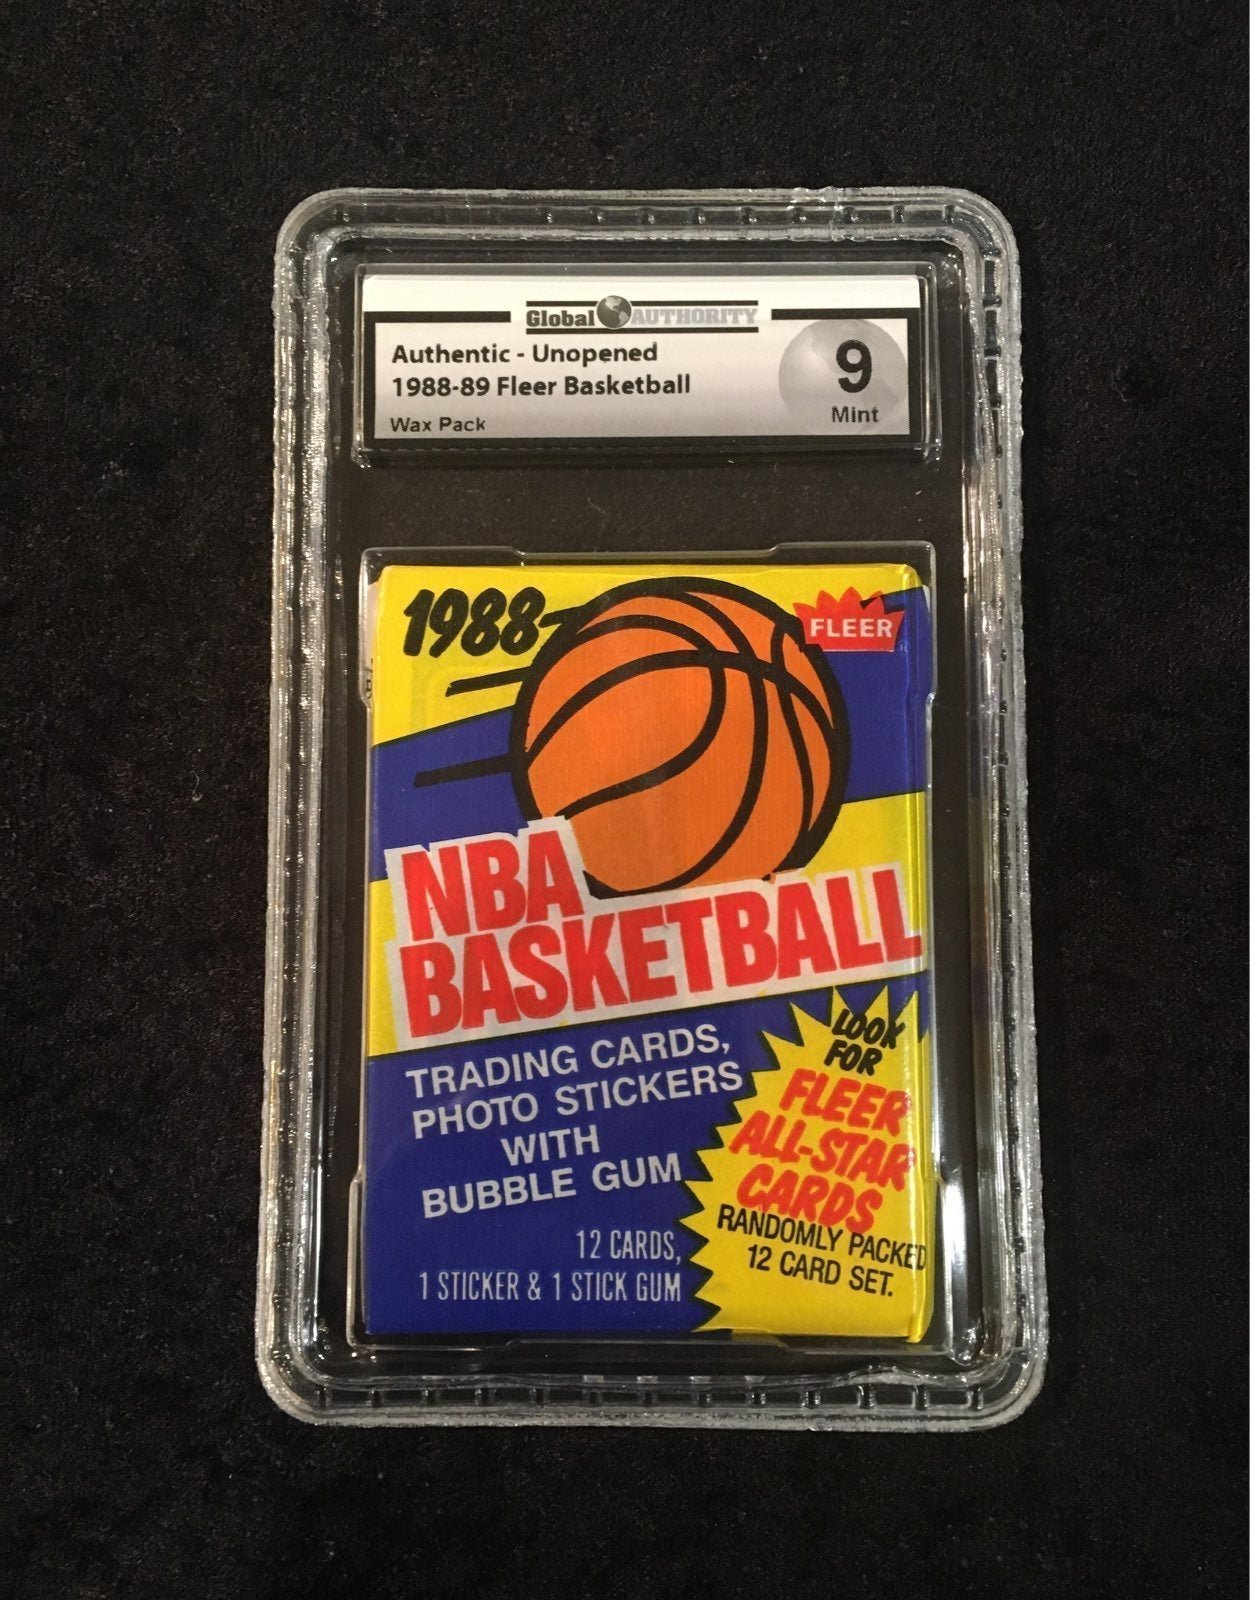 Global AUTHORITY
Authentic - Unopened
1988-89 Fleer Basketball
Wax Pack
9
Mint
1988
FLEER
NBA
BASKETBALL
TRADING CARDS,
PHOTO STICKERS
WITH
BUBBLE GUM
12 CARDS,
1 STICKER & 1 STICK GUM
LOOK
FOR
FLEER
ALL-STAR
CARDS
RANDOMLY PACKED
12 CARD SET.